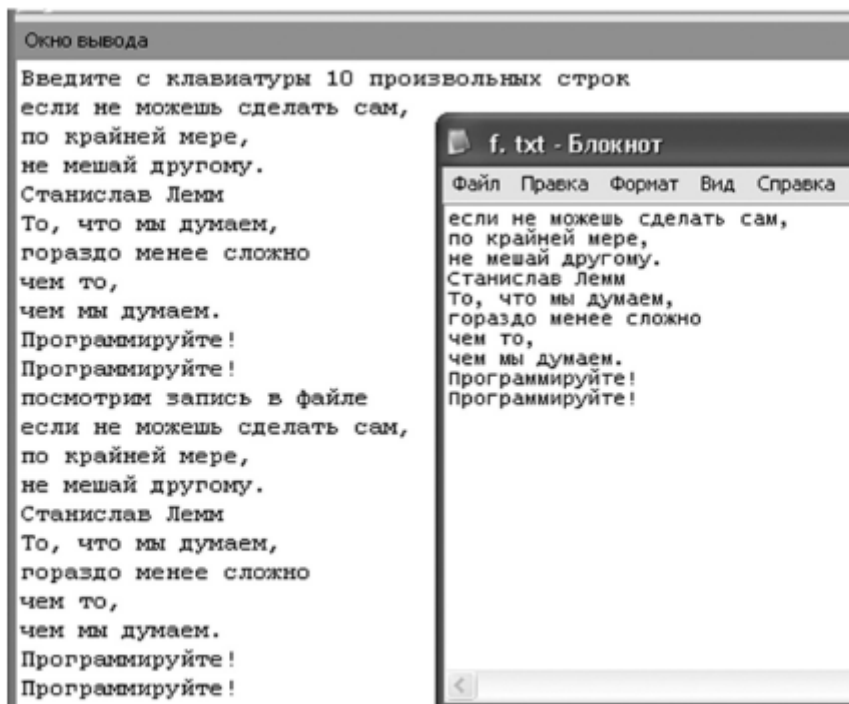 Окно вывода
Введите с клавиатуры 10 произвольных строк
если не можешь сделать сам,
по крайней мере,
не мешай другому.
Станислав Лемм
То, что мы думаем,
гораздо менее сложно
чем то,
чем мы думаем.
Программируйте!
Программируйте!
посмотрим запись в файле
если не можешь сделать сам,
по крайней мере,
не мешай другому.
Станислав Лемм
То, что мы думаем,
гораздо менее сложно
чем то,
чем мы думаем.
Программируйте!
Программируйте!
f. txt - Блокнот
Файл Правка Формат Вид Справка
если не можешь сделать сам,
по крайней мере,
не мешай другому.
Станислав Лемм
То, что мы думаем,
гораздо менее сложно
чем то,
чем мы думаем.
Программируйте!
Программируйте!